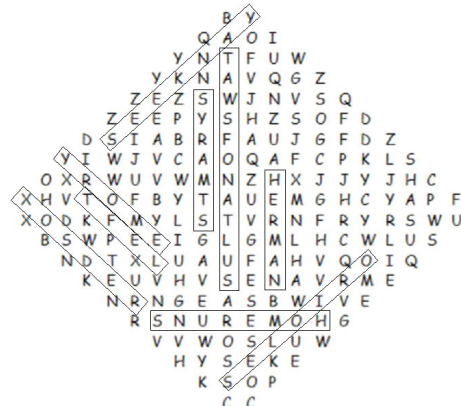 B Y
Q A O I
Y N T F U W
Y K N A V Q G Z
Z E Z S W J N V S Q
Z E E P Y S H Z S O F D
D S I A B R F A U J G F D Z
Y I W J V C A O Q A F C P K L S
O X R W U V W M N Z H X J J Y J H C
X H V T O F B Y T A U E M G H C Y A P F
X O D K F M Y L S T V R N F R Y R S W U
B S W P E E I G L G M L H C W L U S
N D T X L U A U F A H V Q O I Q
K E U V H V S E N A V R M E
N R N G E A S B W I V E
R S N U R E M O H G
V V W O S L U W
H Y S E K E
K S O P
C C